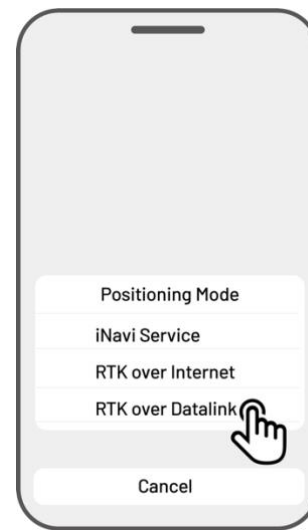 Positioning Mode
iNavi Service
RTK over Internet
RTK over Datalink
Cancel